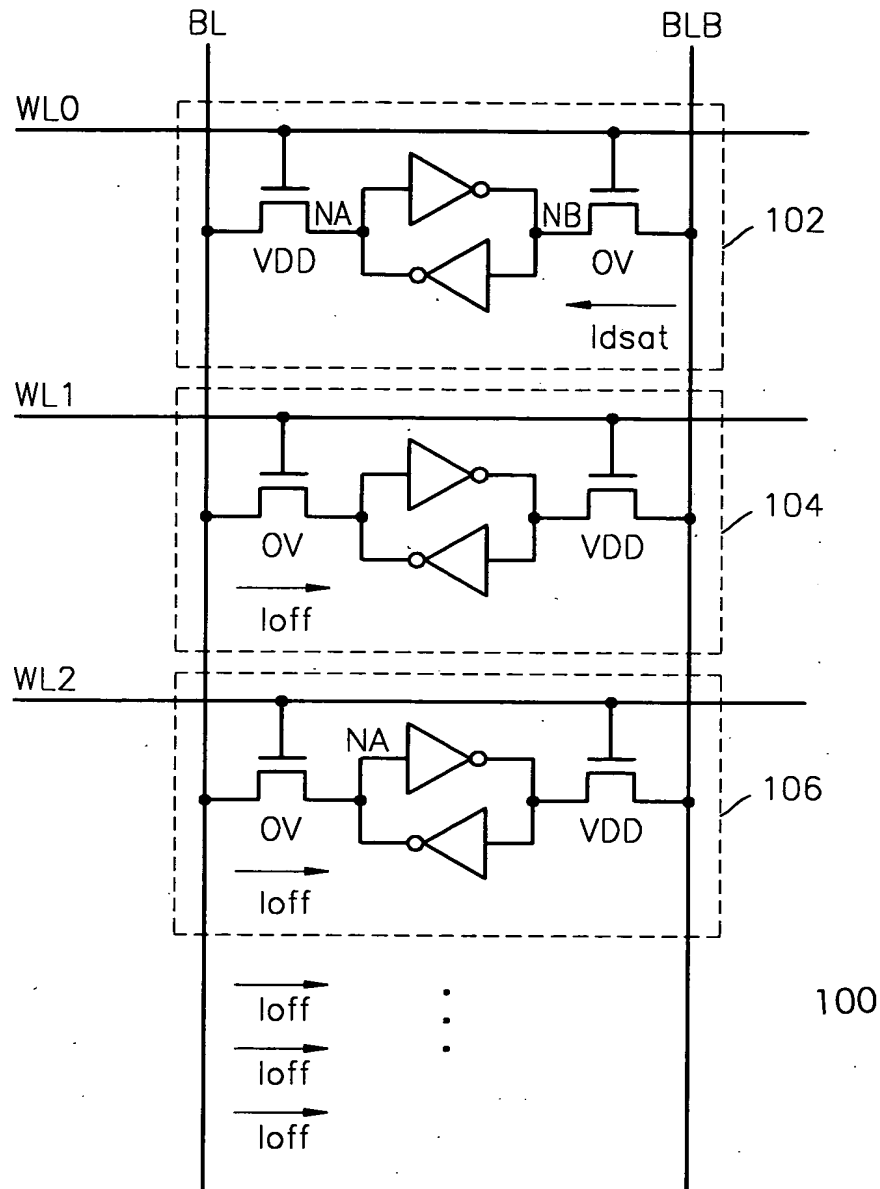 BL BLB
WL0
NA NB
VDD 0V
102
Idsat
WL1
0V VDD
104
Ioff
WL2
NA
0V VDD
106
Ioff
Ioff
100
Ioff
Ioff